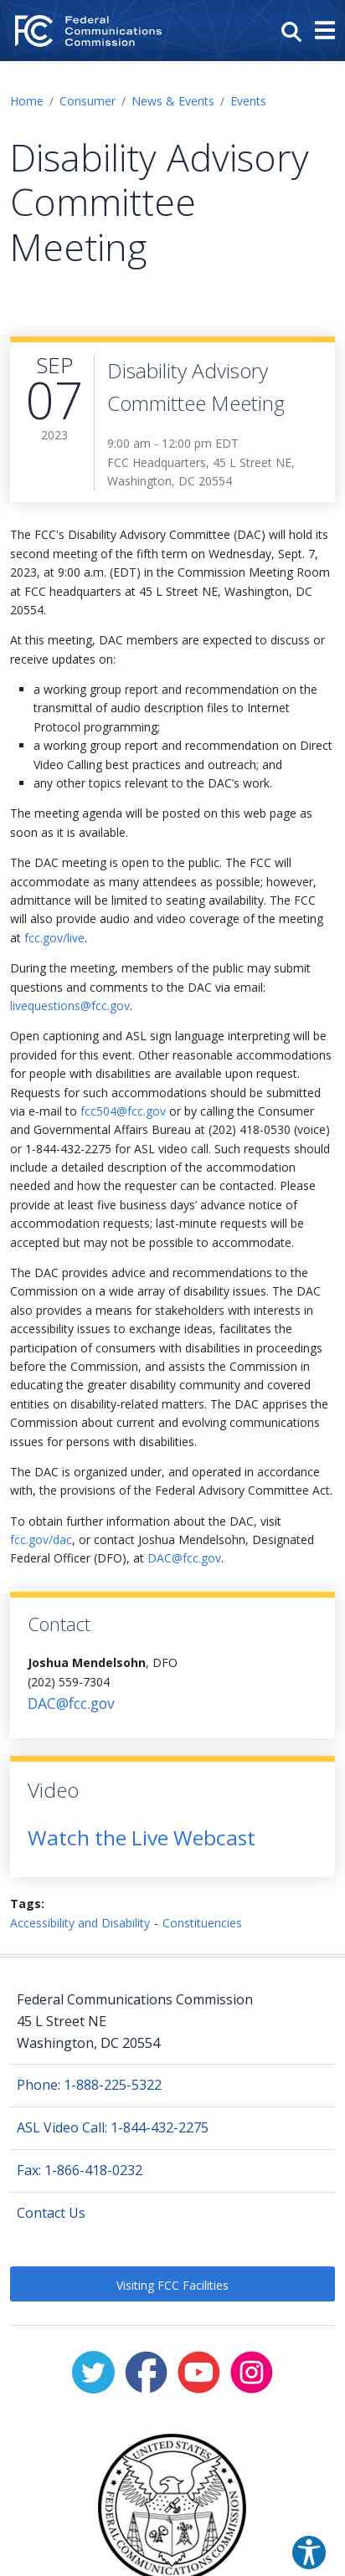 FCC Federal
Communications
Commission
Home / Consumer / News & Events / Events
Disability Advisory
Committee
Meeting
SEP
07
2023
Disability Advisory
Committee Meeting
9:00 am - 12:00 pm EDT
FCC Headquarters, 45 L Street NE,
Washington, DC 20554
The FCC's Disability Advisory Committee (DAC) will hold its
second meeting of the fifth term on Wednesday, Sept. 7,
2023, at 9:00 a.m. (EDT) in the Commission Meeting Room
at FCC headquarters at 45 L Street NE, Washington, DC
20554.
At this meeting, DAC members are expected to discuss or
receive updates on:
▪ a working group report and recommendation on the
transmittal of audio description files to Internet
Protocol programming;
▪ a working group report and recommendation on Direct
Video Calling best practices and outreach; and
▪ any other topics relevant to the DAC's work.
The meeting agenda will be posted on this web page as
soon as it is available.
The DAC meeting is open to the public. The FCC will
accommodate as many attendees as possible; however,
admittance will be limited to seating availability. The FCC
will also provide audio and video coverage of the meeting
at fcc.gov/live.
During the meeting, members of the public may submit
questions and comments to the DAC via email:
livequestions@fcc.gov.
Open captioning and ASL sign language interpreting will be
provided for this event. Other reasonable accommodations
for people with disabilities are available upon request.
Requests for such accommodations should be submitted
via e-mail to fcc504@fcc.gov or by calling the Consumer
and Governmental Affairs Bureau at (202) 418-0530 (voice)
or 1-844-432-2275 for ASL video call. Such requests should
include a detailed description of the accommodation
needed and how the requester can be contacted. Please
provide at least five business days' advance notice of
accommodation requests; last-minute requests will be
accepted but may not be possible to accommodate.
The DAC provides advice and recommendations to the
Commission on a wide array of disability issues. The DAC
also provides a means for stakeholders with interests in
accessibility issues to exchange ideas, facilitates the
participation of consumers with disabilities in proceedings
before the Commission, and assists the Commission in
educating the greater disability community and covered
entities on disability-related matters. The DAC apprises the
Commission about current and evolving communications
issues for persons with disabilities.
The DAC is organized under, and operated in accordance
with, the provisions of the Federal Advisory Committee Act.
To obtain further information about the DAC, visit
fcc.gov/dac, or contact Joshua Mendelsohn, Designated
Federal Officer (DFO), at DAC@fcc.gov.
Contact
Joshua Mendelsohn, DFO
(202) 559-7304
DAC@fcc.gov
Video
Watch the Live Webcast
Tags:
Accessibility and Disability - Constituencies
Federal Communications Commission
45 L Street NE
Washington, DC 20554
Phone: 1-888-225-5322
ASL Video Call: 1-844-432-2275
Fax: 1-866-418-0232
Contact Us
Visiting FCC Facilities
UNITED STATES
FEDERAL COMMUNICATIONS